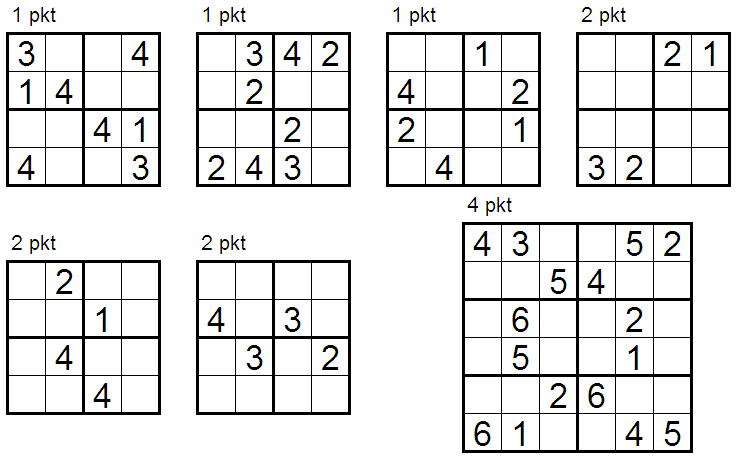 1 pkt 1 pkt 1 pkt 2 pkt
3 4 3 4 2 1 2 1
1 4 2 4 2
4 1 2 2 1
4 3 2 4 3 4 3 2
2 pkt 2 pkt 4 pkt
4 3 5 2
2
5 4
1 4 3
6 2
4 3 2
5 1
4
2 6
6 1 4 5